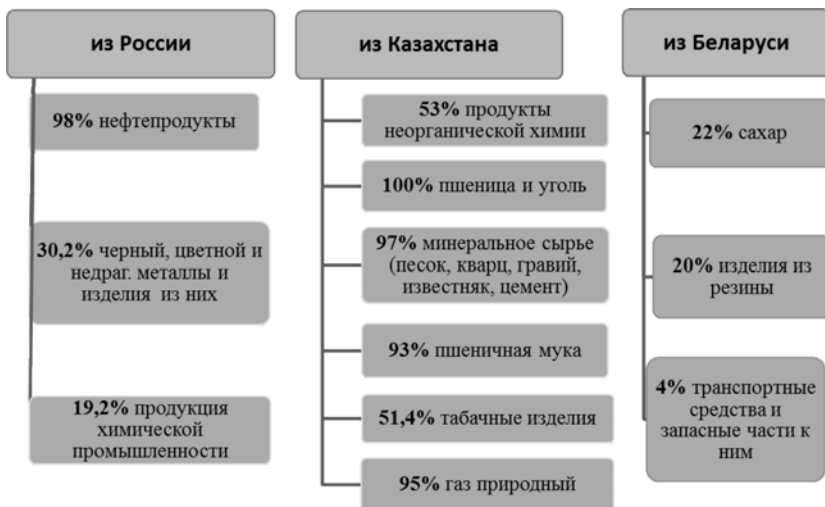 из России
98% нефтепродукты
30,2% черный, цветной и
недраг. металлы и
изделия из них
19,2% продукция
химической
промышленности
из Казахстана
53% продукты
неорганической химии
100% пшеница и уголь
97% минеральное сырье
(песок, кварц, гравий,
известняк, цемент)
93% пшеничная мука
51,4% табачные изделия
95% газ природный
из Беларуси
22% сахар
20% изделия из
резины
4% транспортные
средства и
запасные части к
ним